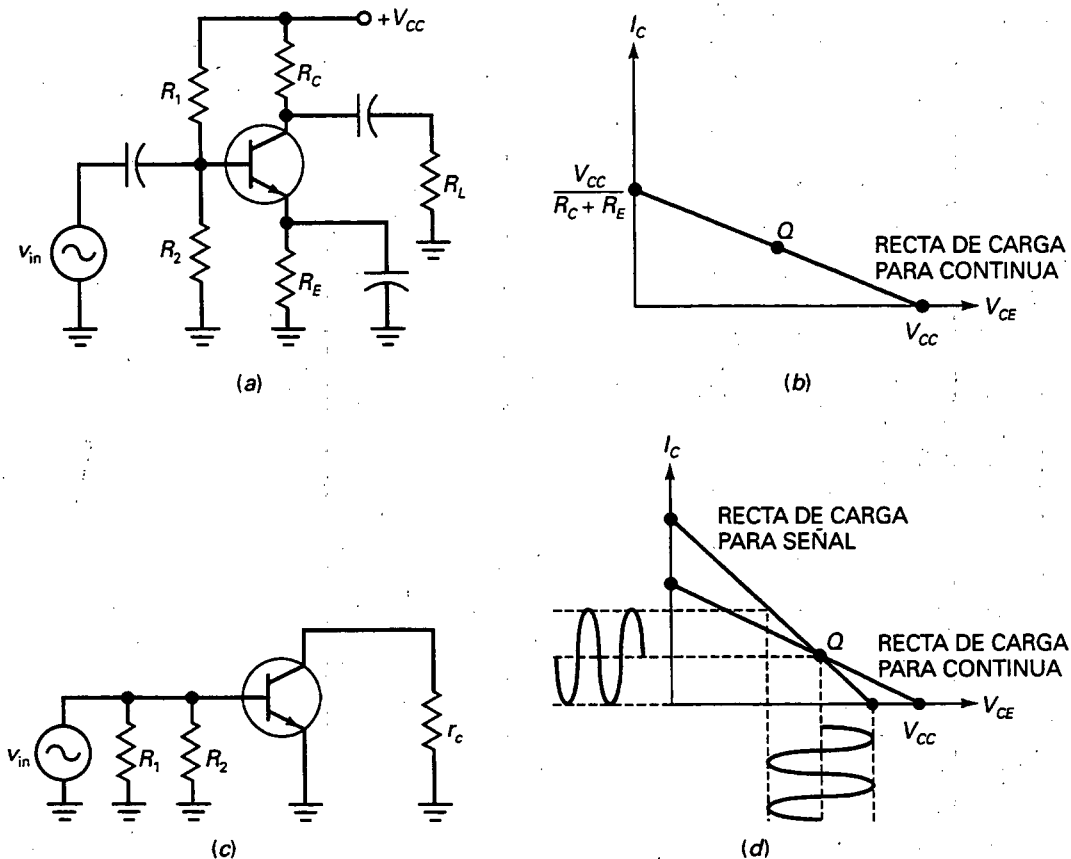 +V_CC
R_1
R_C
R_2
R_L
v_in
R_E
(a)
I_C
V_CC
R_C + R_E
Q
RECTA DE CARGA
PARA CONTINUA
V_CE
V_CC
(b)
v_in
R_1
R_2
r_c
(c)
I_C
RECTA DE CARGA
PARA SEÑAL
Q
RECTA DE CARGA
PARA CONTINUA
V_CE
V_CC
(d)